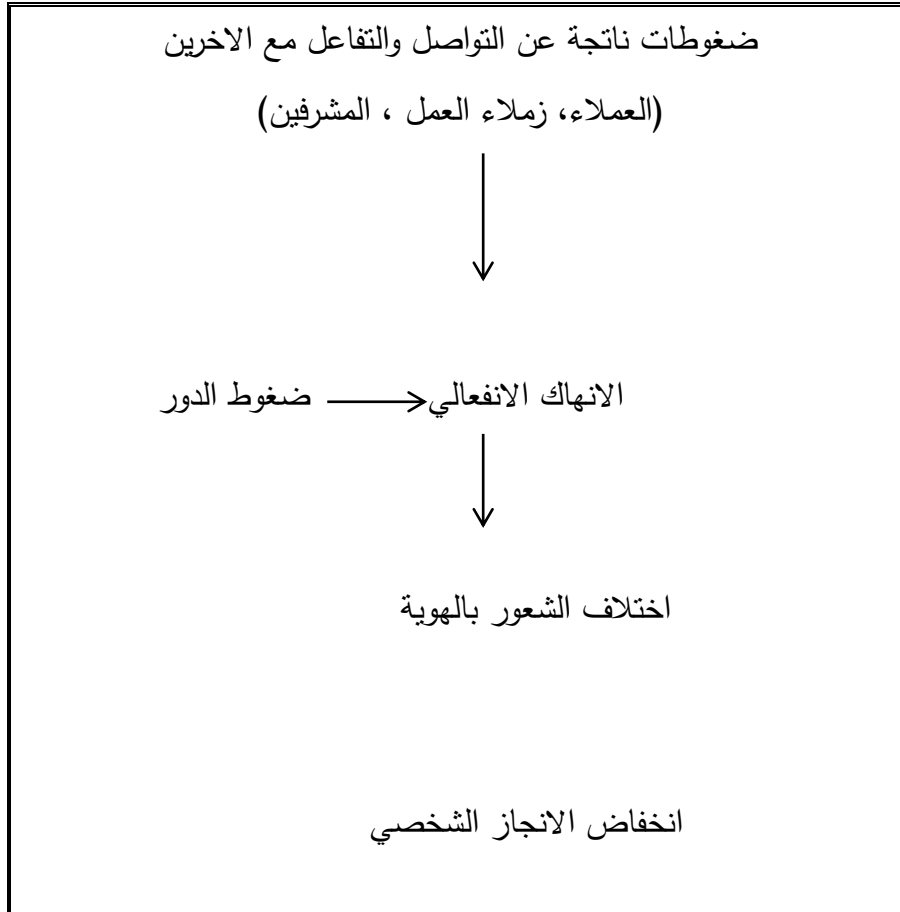 ضغوطات ناتجة عن التواصل والتفاعل مع الاخرين
(العملاء، زملاء العمل ، المشرفين)
الانهاك الانفعالي ضغوط الدور
اختلاف الشعور بالهوية
انخفاض الانجاز الشخصي